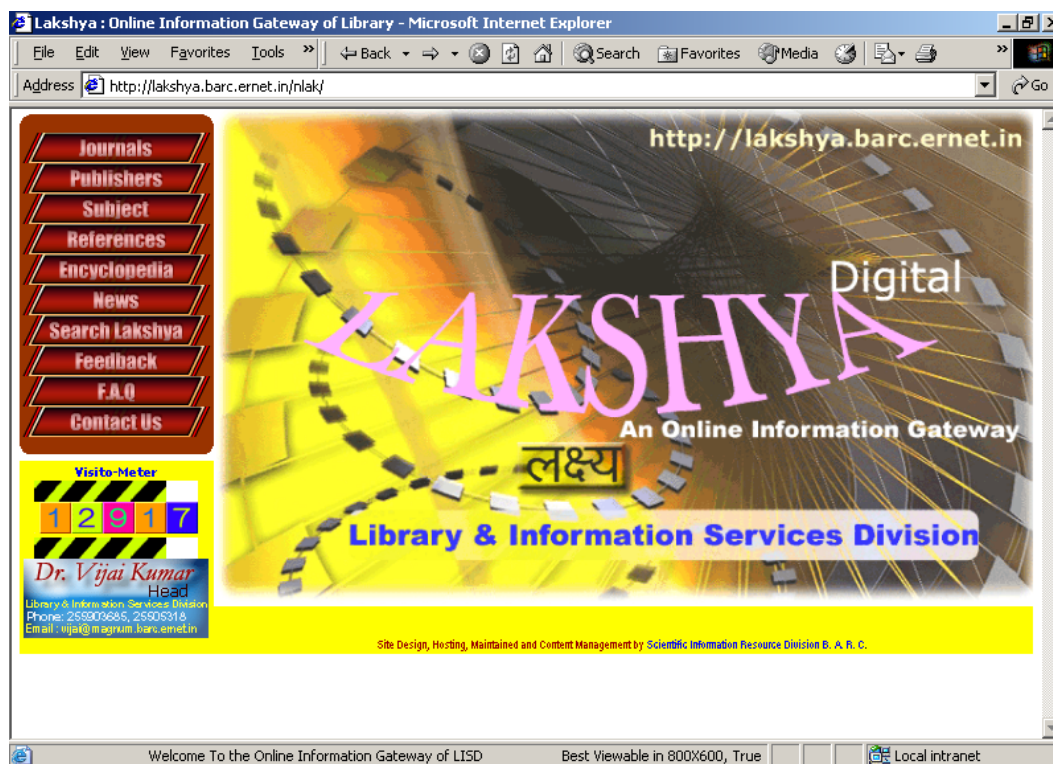 Lakshya : Online Information Gateway of Library - Microsoft Internet Explorer
File Edit View Favorites Tools » Back Search Favorites Media »
Address http://lakshya.barc.ernet.in/nlak/ Go
Journals
Publishers
Subject
References
Encyclopedia
News
Search Lakshya
Feedback
F.A.Q
Contact Us
Visito-Meter
12917
Dr. Vijai Kumar
Head
Library & Information Services Division
Phone: 255903685, 25505318
Email : vijai@magnum.barc.ernet.in
http://lakshya.barc.ernet.in
Digital
LAKSHYA
An Online Information Gateway
लक्ष्य
Library & Information Services Division
Site Design, Hosting, Maintained and Content Management by Scientific Information Resource Division B. A. R. C.
Welcome To the Online Information Gateway of LISD Best Viewable in 800X600, True Local intranet